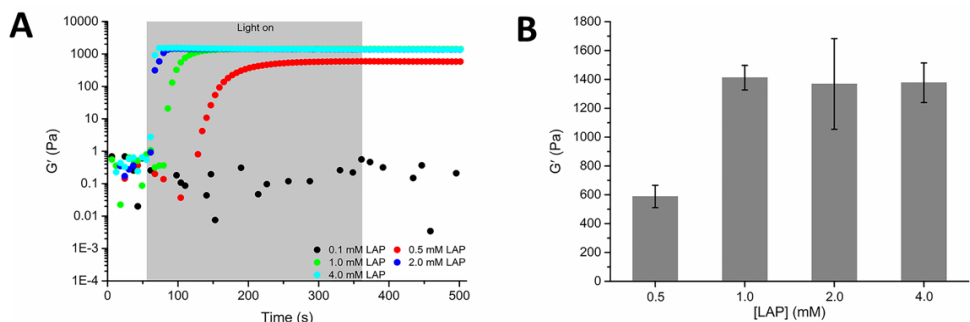 A
Light on
10000
1000
100
10
1
0.1
0.01
1E-3
1E-4
G' (Pa)
0.1 mM LAP
0.5 mM LAP
1.0 mM LAP
2.0 mM LAP
4.0 mM LAP
0 100 200 300 400 500
Time (s)
B
1800
1600
1400
1200
1000
800
600
400
200
0
G' (Pa)
0.5 1.0 2.0 4.0
[LAP] (mM)